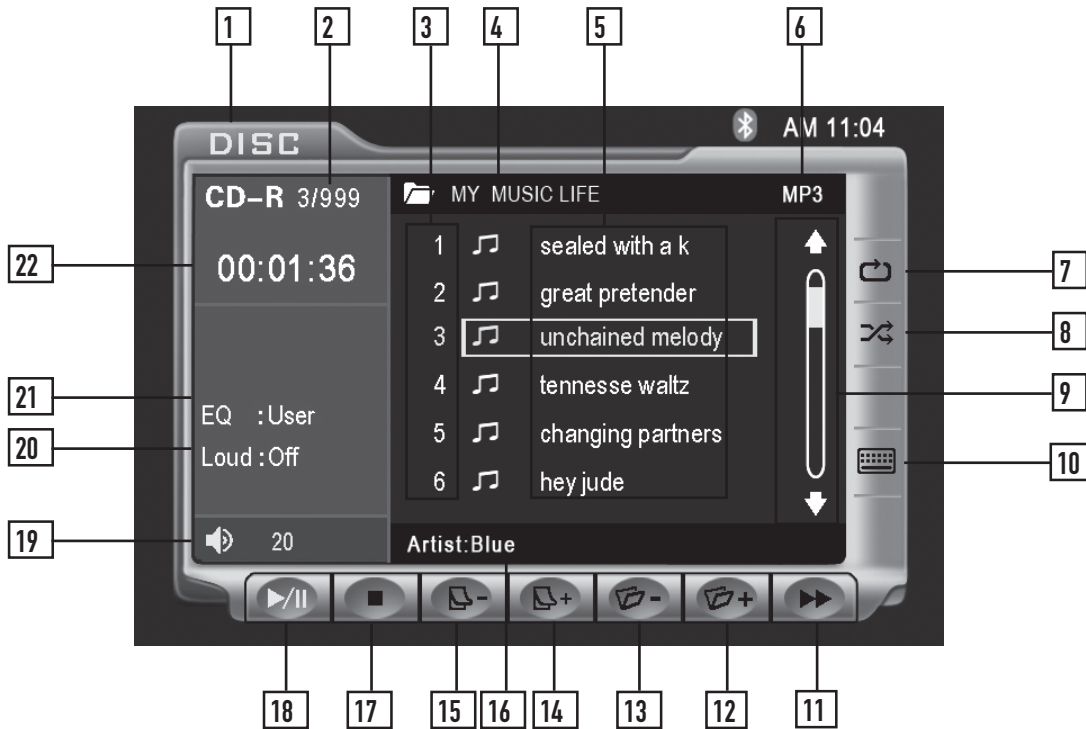 1 2 3 4 5 6
DISC AM 11:04
CD-R 3/999 MY MUSIC LIFE MP3
22 00:01:36
1 sealed with a k
7
2 great pretender
8
3 unchained melody
9
21
4 tennesse waltz
EQ :User
20
5 changing partners
Loud :Off
10
6 hey jude
19 20 Artist:Blue
- + - +
18 17 15 16 14 13 12 11